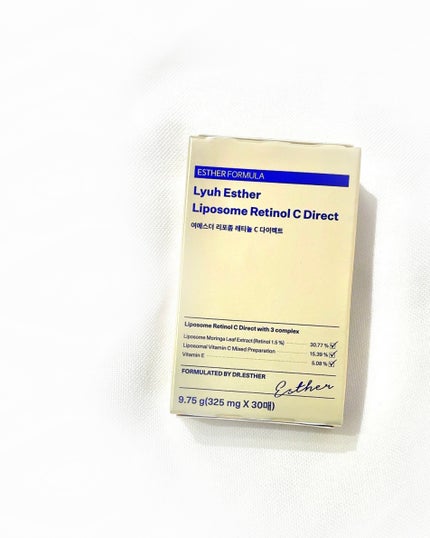 ESTHER FORMULA
Lyuh Esther
Liposome Retinol C Direct
여에스더 리포좀 레티놀 C 다이렉트
Liposome Retinol C Direct with 3 complex
Liposome Moringa Leaf Extract(Retinol 1.5 %) 30.77 %
Liposomal Vitamin C Mixed Preparation 15.39 %
Vitamin E 5.08 %
FORMULATED BY DR.ESTHER
Esther
9.75 g(325 mg X 30매)